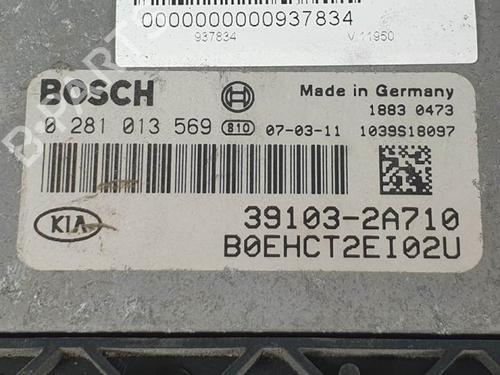 0000000000937834
937834 V.11950
BOSCH Made in Germany
1883 0473
0 281 013 569 810 07-03-11 1039S18097
KIA 39103-2A710
B0EHCT2EI02U
B-PARTS